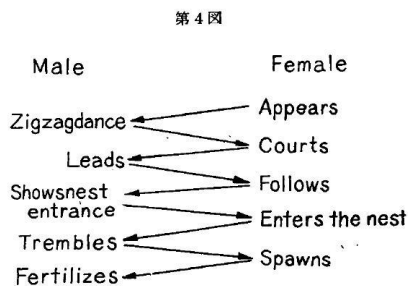 第4図
Male
Female
Appears
Zigzagdance
Courts
Leads
Follows
Showsnest
entrance
Enters the nest
Trembles
Spawns
Fertilizes